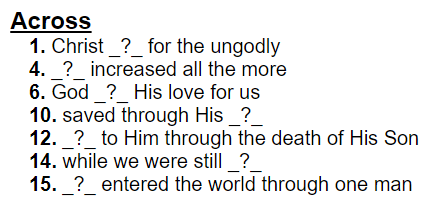 Across
1. Christ _?_ for the ungodly
4. _?_ increased all the more
6. God _?_ His love for us
10. saved through His _?_
12. _?_ to Him through the death of His Son
14. while we were still _?_
15. _?_ entered the world through one man